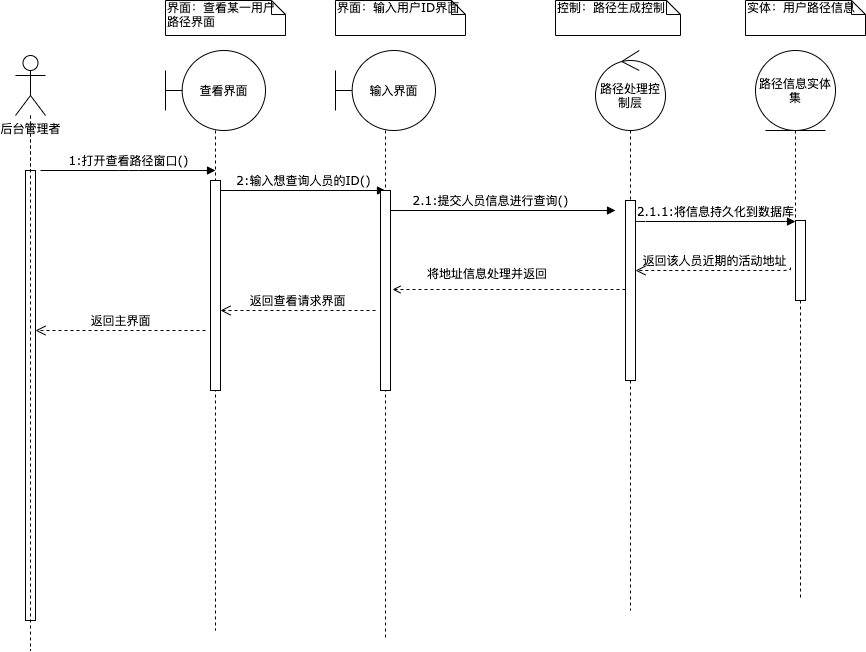 界面：查看某一用户
路径界面
界面：输入用户ID界面
控制：路径生成控制
实体：用户路径信息
查看界面
输入界面
路径处理控
制层
路径信息实体
集
后台管理者
1:打开查看路径窗口()
2:输入想查询人员的ID()
2.1:提交人员信息进行查询()
2.1.1:将信息持久化到数据库
返回该人员近期的活动地址
将地址信息处理并返回
返回查看请求界面
返回主界面